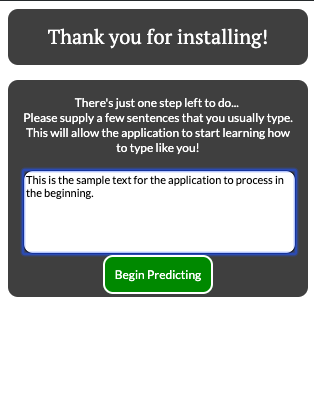 Thank you for installing!
There's just one step left to do...
Please supply a few sentences that you usually type.
This will allow the application to start learning how
to type like you!
This is the sample text for the application to process in
the beginning.
Begin Predicting